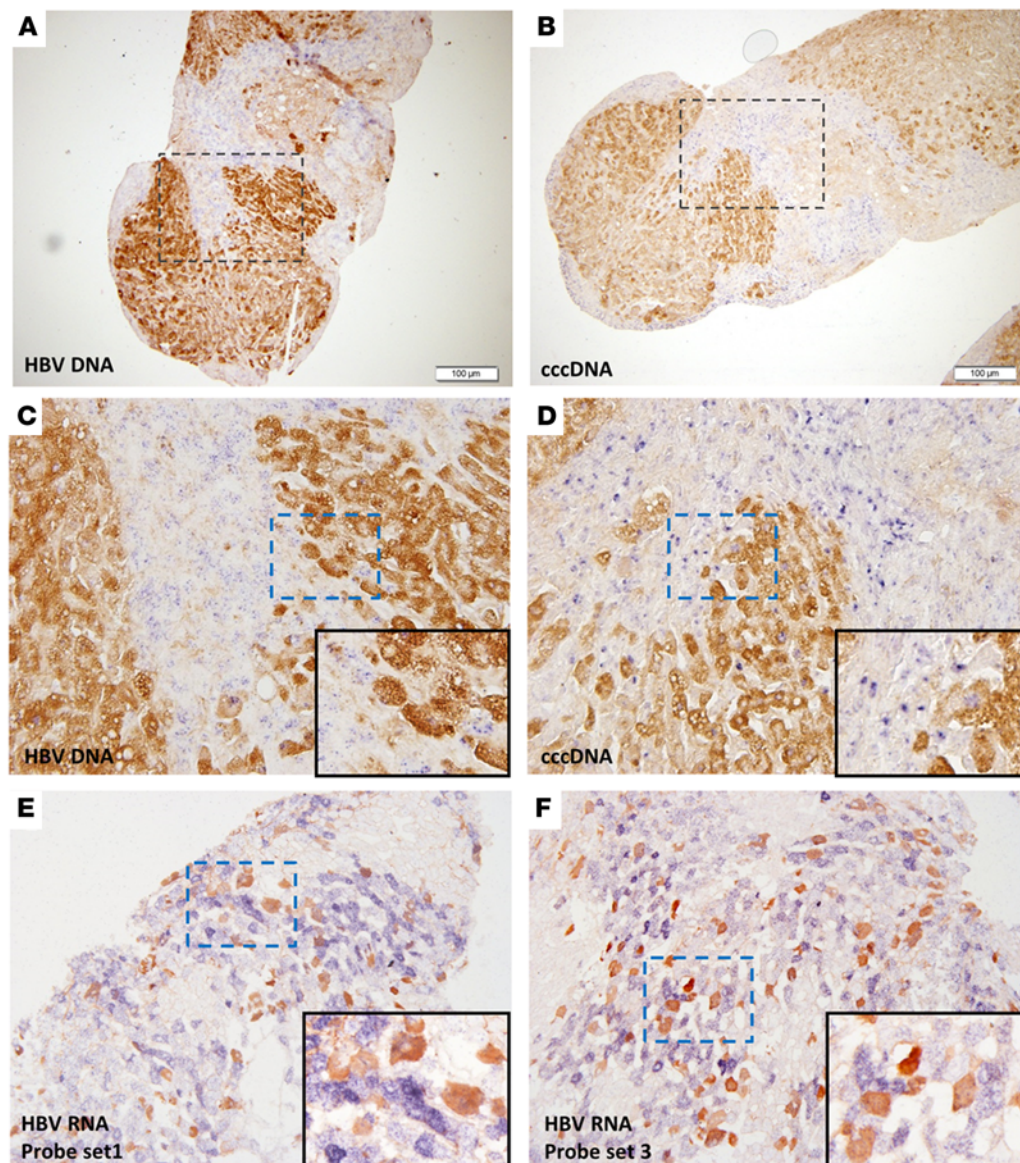 A
HBV DNA
100 µm
B
cccDNA
100 µm
C
HBV DNA
D
cccDNA
E
HBV RNA
Probe set1
F
HBV RNA
Probe set 3